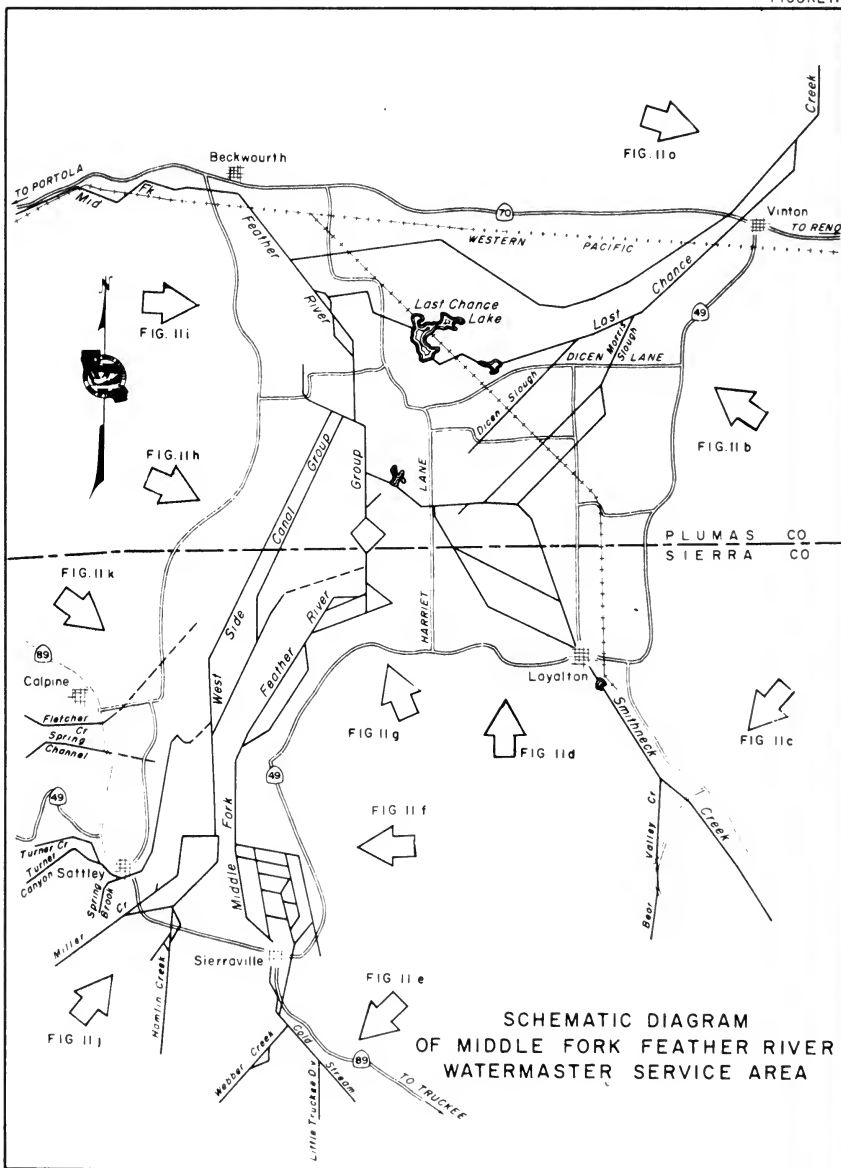 Creek
FIG. 11a
Beckwourth
TO PORTOLA
Mid Fk
Feather
River
70
Vinton
TO RENO
WESTERN PACIFIC
N
FIG. 11i
Last Chance
Lake
Last Chance
Morris
Slough
DICEN LANE
Dicen Slough
49
FIG. 11b
FIG. 11h
Group
Canal
Side
West
Group
River
Feather
LANE
HARRIET
PLUMAS CO
SIERRA CO
FIG. 11k
89
Calpine
Fletcher
Cr
Spring
Channel
Loyalton
Smithneck
Creek
FIG 11c
FIG 11g
FIG 11d
49
49
FIG 11f
Fork
Middle
Bear Valley Cr
Turner Cr
Turner
Canyon
Sattley
Spring
Brook
Miller Cr
Hamlin Creek
Sierraville
FIG 11e
FIG 11j
Webber Creek
Cold
Stream
Little Truckee Div
89
TO TRUCKEE
SCHEMATIC DIAGRAM
OF MIDDLE FORK FEATHER RIVER
WATERMASTER SERVICE AREA